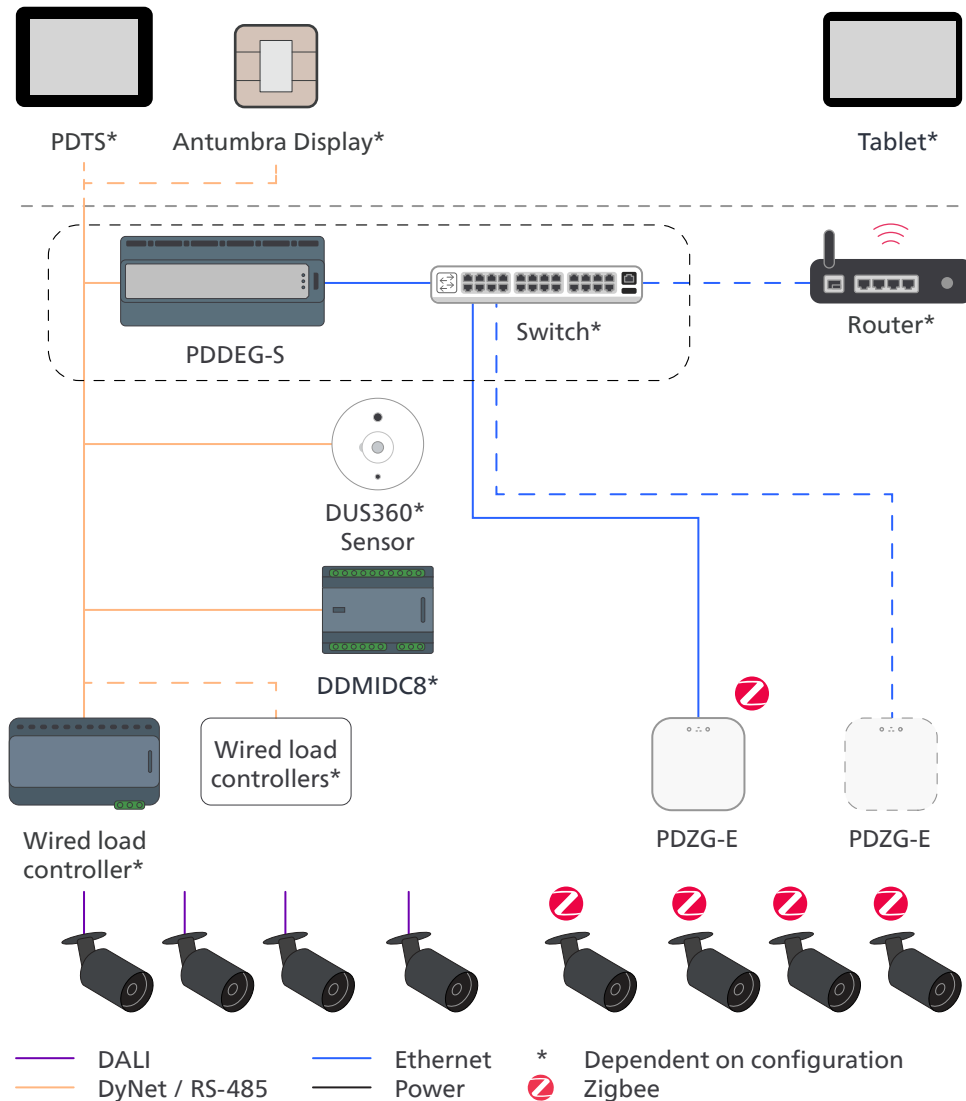 PDTS*
Antumbra Display*
Tablet*
PDDEG-S
Switch*
Router*
DUS360*
Sensor
DDMIDC8*
Wired load
controllers*
Wired load
controller*
PDZG-E
PDZG-E
DALI
Ethernet
* Dependent on configuration
DyNet / RS-485
Power
Zigbee